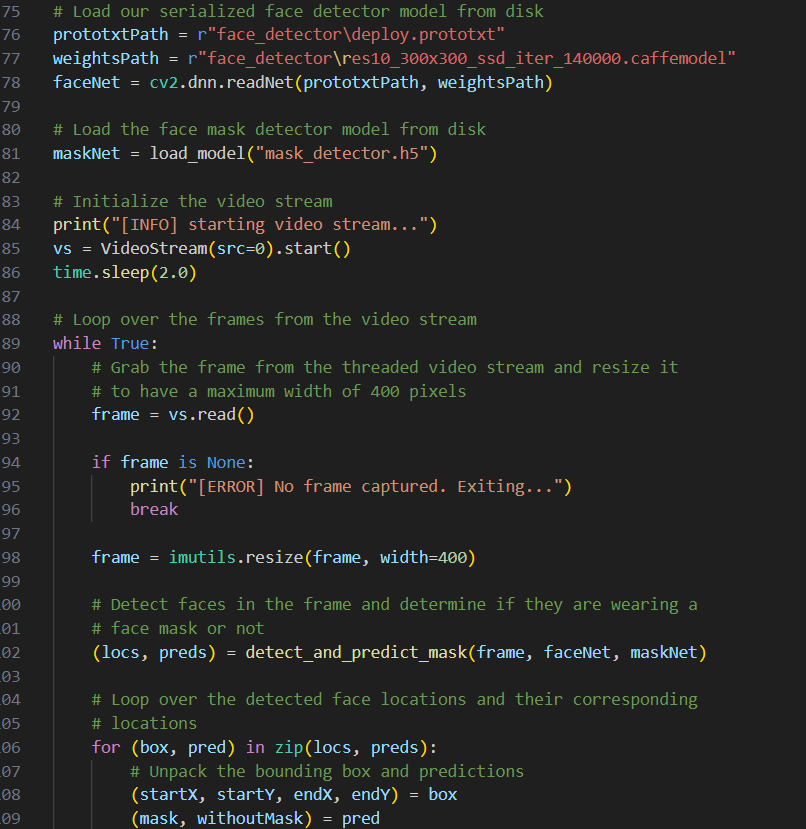 75 # Load our serialized face detector model from disk
76 prototxtPath = r"face_detector\deploy.prototxt"
77 weightsPath = r"face_detector\res10_300x300_ssd_iter_140000.caffemodel"
78 faceNet = cv2.dnn.readNet(prototxtPath, weightsPath)
79
80 # Load the face mask detector model from disk
81 maskNet = load_model("mask_detector.h5")
82
83 # Initialize the video stream
84 print("[INFO] starting video stream...")
85 vs = VideoStream(src=0).start()
86 time.sleep(2.0)
87
88 # Loop over the frames from the video stream
89 while True:
90     # Grab the frame from the threaded video stream and resize it
91     # to have a maximum width of 400 pixels
92     frame = vs.read()
93
94     if frame is None:
95         print("[ERROR] No frame captured. Exiting...")
96         break
97
98     frame = imutils.resize(frame, width=400)
99
00     # Detect faces in the frame and determine if they are wearing a
01     # face mask or not
02     (locs, preds) = detect_and_predict_mask(frame, faceNet, maskNet)
03
04     # Loop over the detected face locations and their corresponding
05     # locations
06     for (box, pred) in zip(locs, preds):
07         # Unpack the bounding box and predictions
08         (startX, startY, endX, endY) = box
09         (mask, withoutMask) = pred